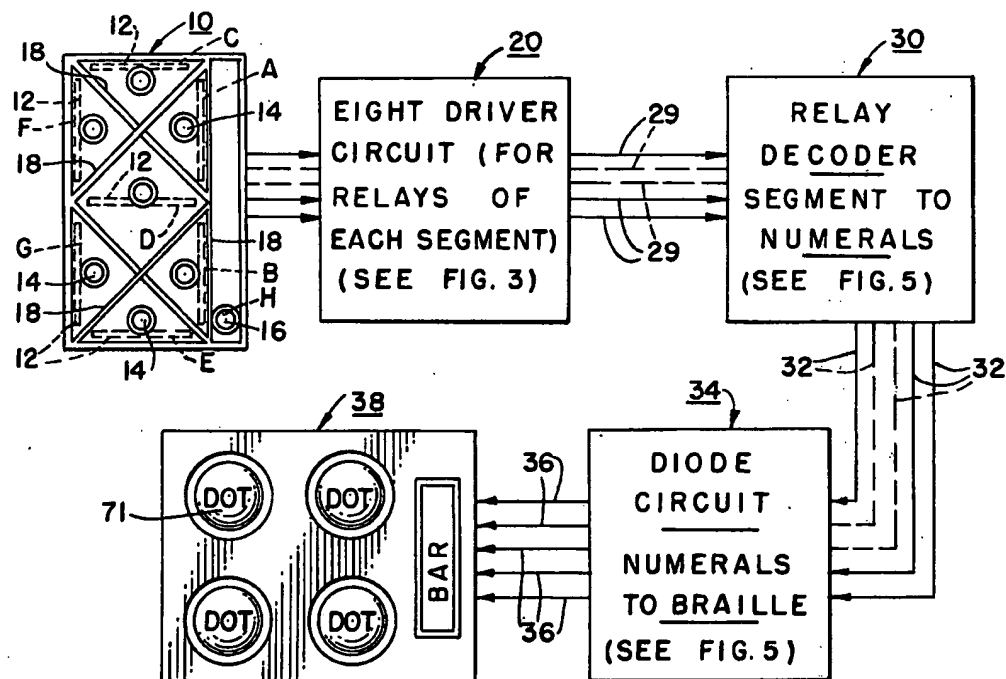 12 10 C
18 A
12
F 14
18 12
G D 18
14 B
18 H
12 16
14 E
20
EIGHT DRIVER
CIRCUIT (FOR
RELAYS OF
EACH SEGMENT)
(SEE FIG. 3)
29
29
30
RELAY
DECODER
SEGMENT TO
NUMERALS
(SEE FIG. 5)
32 32
34
DIODE
CIRCUIT
NUMERALS
TO BRAILLE
(SEE FIG. 5)
36
36
38
DOT DOT
71
BAR
DOT DOT